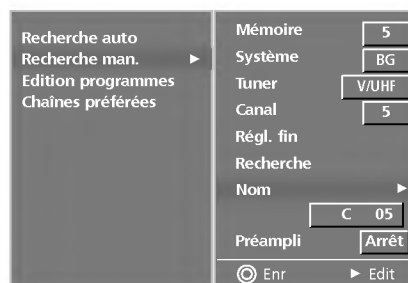 Recherche auto
Recherche man. ►
Edition programmes
Chaînes préférées
Mémoire 5
Système BG
Tuner V/UHF
Canal 5
Régl. fin
Recherche
Nom ►
C 05
Préampli Arrêt
Enr ► Edit